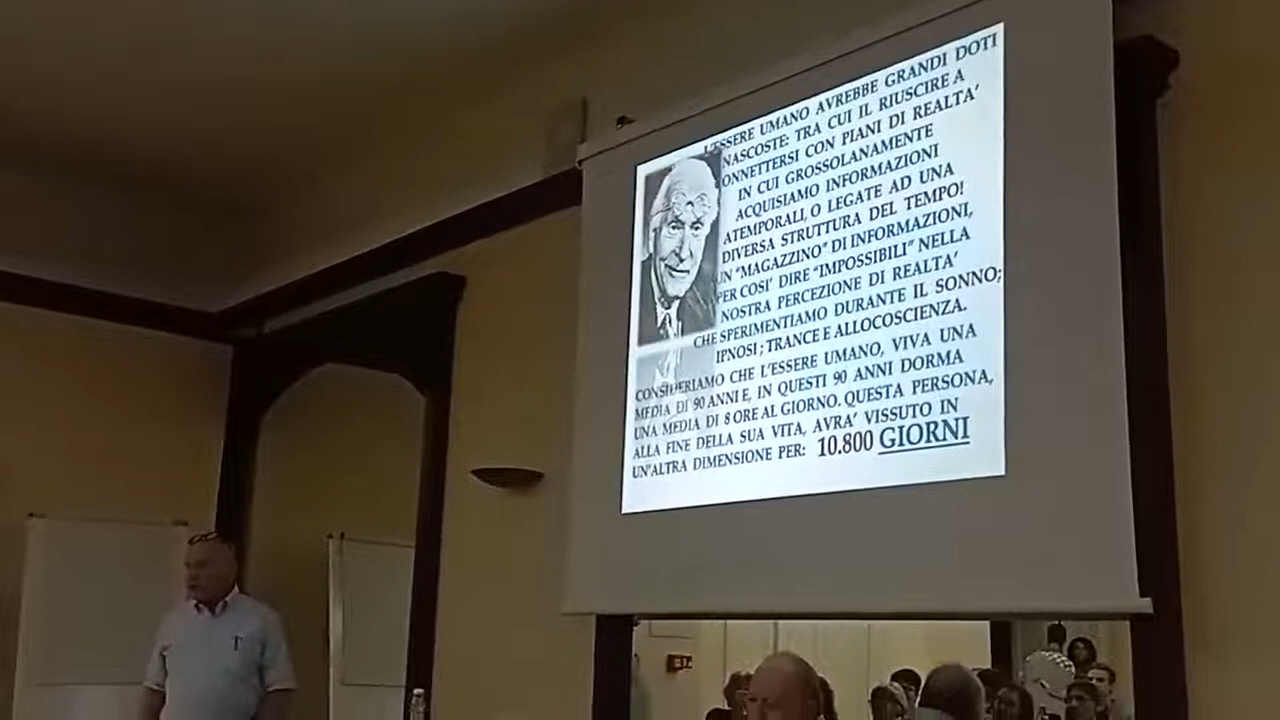 L'ESSERE UMANO AVREBBE GRANDI DOTI
NASCOSTE: TRA CUI IL RIUSCIRE A
ONNETTERSI CON PIANI DI REALTA'
IN CUI GROSSOLANAMENTE
ACQUISIAMO INFORMAZIONI
ATEMPORALI, O LEGATE AD UNA
DIVERSA STRUTTURA DEL TEMPO!
UN "MAGAZZINO" DI INFORMAZIONI,
PER COSI' DIRE "IMPOSSIBILI" NELLA
NOSTRA PERCEZIONE DI REALTA'
CHE SPERIMENTIAMO DURANTE IL SONNO;
IPNOSI ; TRANCE E ALLOCOSCIENZA.
CONSIDERIAMO CHE L'ESSERE UMANO, VIVA UNA
MEDIA DI 90 ANNI E, IN QUESTI 90 ANNI DORMA
UNA MEDIA DI 8 ORE AL GIORNO. QUESTA PERSONA,
ALLA FINE DELLA SUA VITA, AVRA' VISSUTO IN
UN'ALTRA DIMENSIONE PER: 10.800 GIORNI